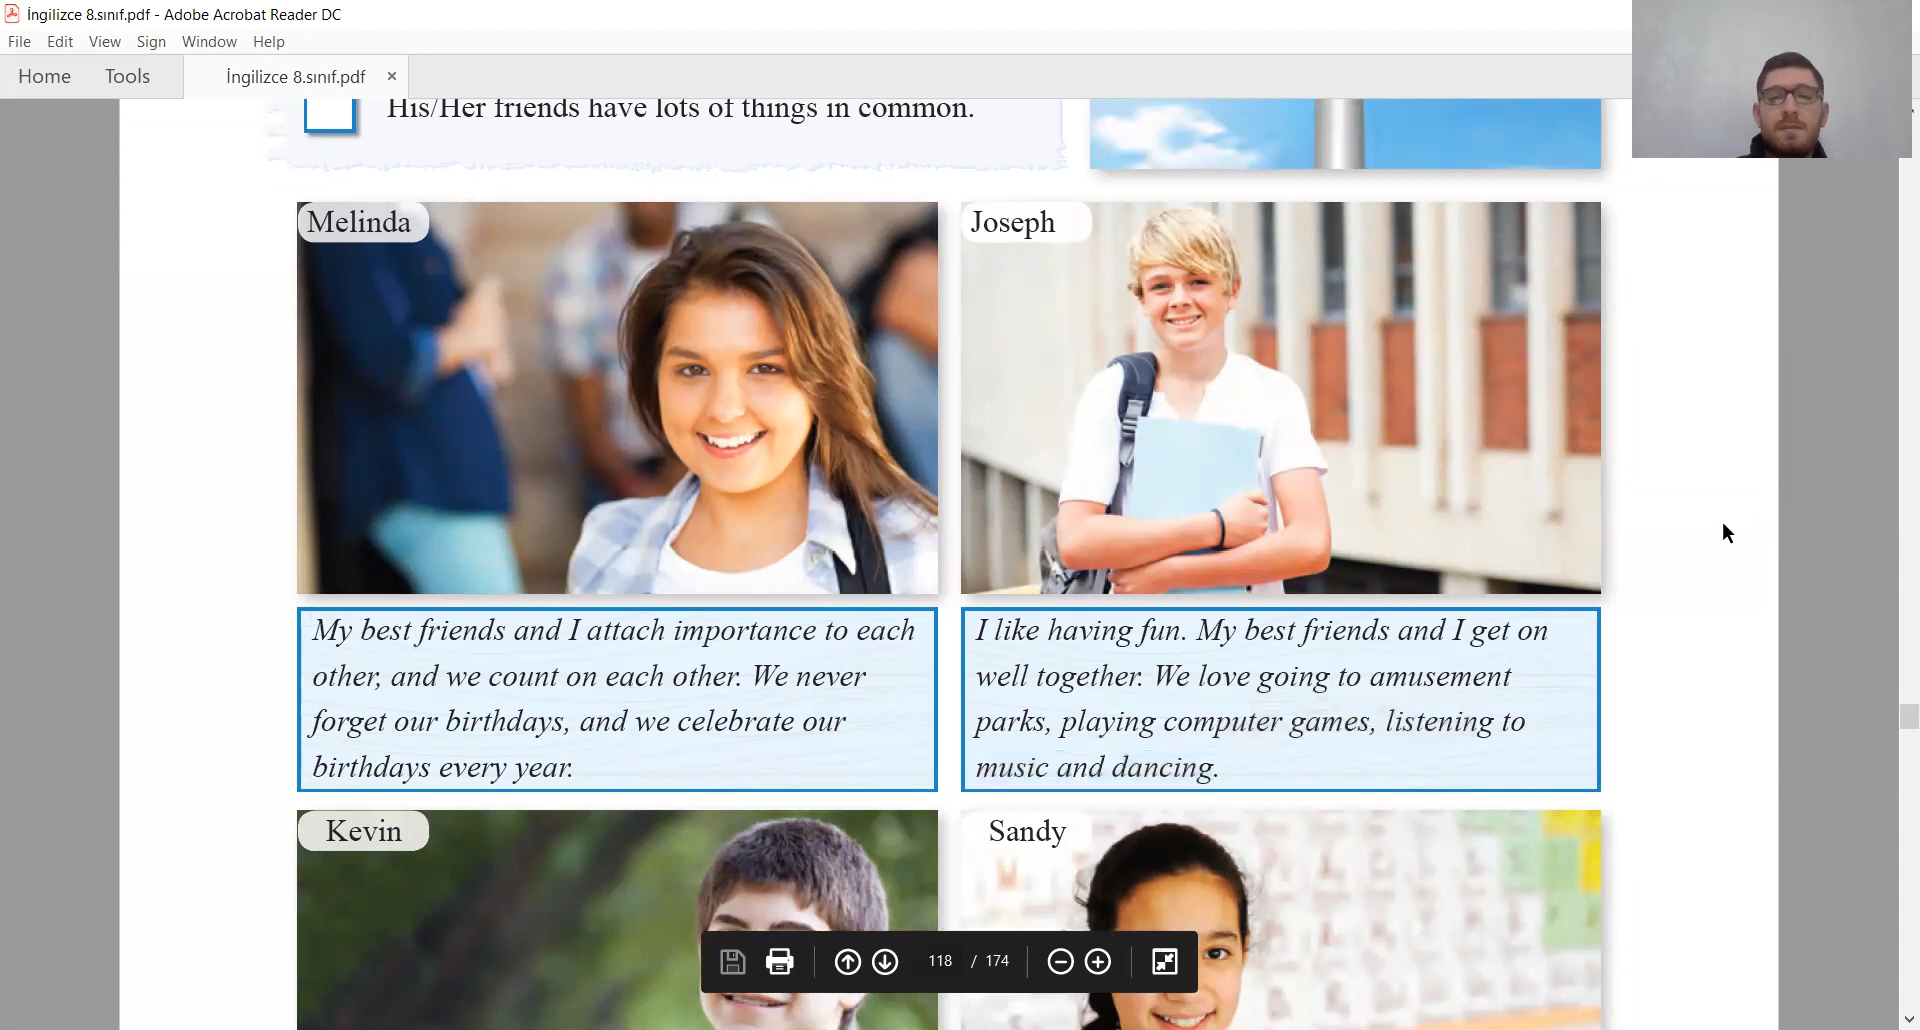 İngilizce 8.sınıf.pdf - Adobe Acrobat Reader DC
File Edit View Sign Window Help
Home Tools İngilizce 8.sınıf.pdf ×
His/Her friends have lots of things in common.
Melinda
Joseph
My best friends and I attach importance to each
other, and we count on each other. We never
forget our birthdays, and we celebrate our
birthdays every year.
I like having fun. My best friends and I get on
well together. We love going to amusement
parks, playing computer games, listening to
music and dancing.
Kevin
Sandy
118 / 174